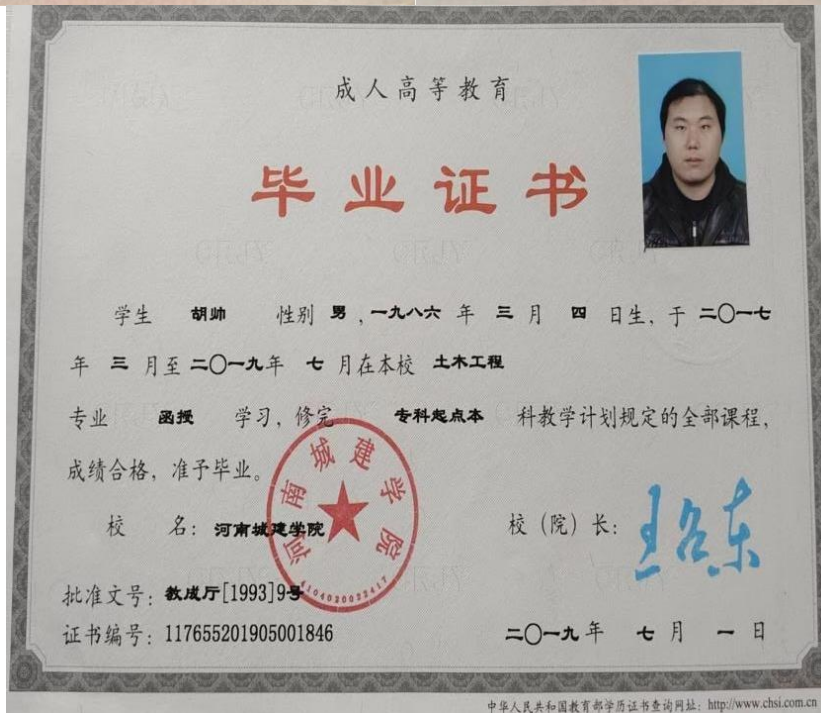 成人高等教育
毕业证书
学生 胡帅 性别 男，一九八六 年 三 月 四 日生，于 二〇一七
年 三 月至 二〇一九年 七 月在本校 土木工程
专业 函授 学习，修完 专科起点本 科教学计划规定的全部课程，
成绩合格，准予毕业。
河南城建学院
校 名：河南城建学院 校（院）长：
4104020022417
批准文号：教成厅[1993]9号
证书编号：117655201905001846 二〇一九年 七 月 一 日
中华人民共和国教育部学历证书查询网址：http://www.chsi.com.cn